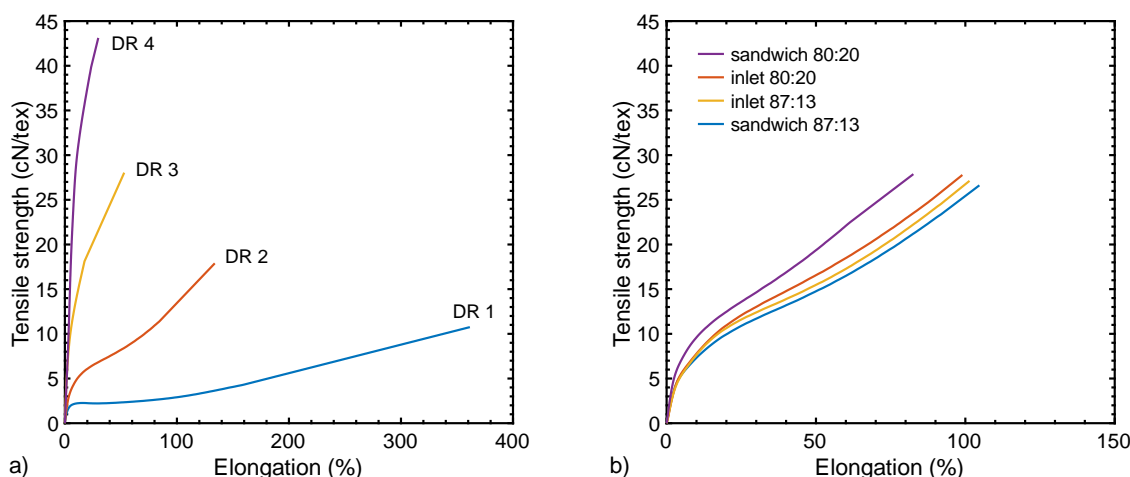 45
40
35
30
25
20
15
10
5
0
Tensile strength (cN/tex)
DR 4
DR 3
DR 2
DR 1
0 100 200 300 400
Elongation (%)
a)
45
40
35
30
25
20
15
10
5
0
Tensile strength (cN/tex)
sandwich 80:20
inlet 80:20
inlet 87:13
sandwich 87:13
0 50 100 150
Elongation (%)
b)